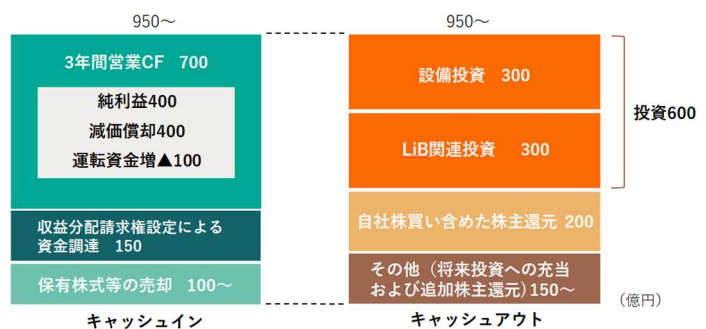 950～
950～
3年間営業CF 700
純利益400
減価償却400
運転資金増▲100
収益分配請求権設定による
資金調達 150
保有株式等の売却 100～
キャッシュイン
設備投資 300
LiB関連投資 300
投資600
自社株買い含めた株主還元 200
その他（将来投資への充当
および追加株主還元)150～
キャッシュアウト
（億円）